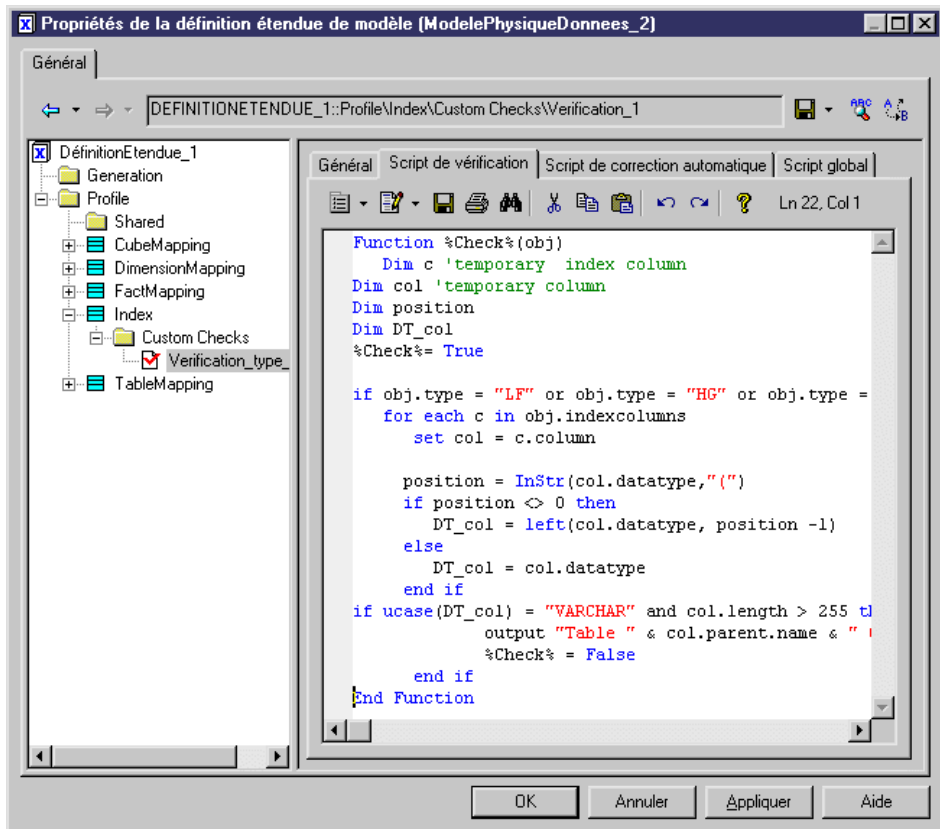 Propriétés de la définition étendue de modèle (ModelePhysiqueDonnees_2)
Général
DEFINITIONETENDUE_1::Profile\Index\Custom Checks\Verification_1
DéfinitionEtendue_1
Generation
Profile
Shared
CubeMapping
DimensionMapping
FactMapping
Index
Custom Checks
Verification_type_
TableMapping
Général
Script de vérification
Script de correction automatique
Script global
Ln 22, Col 1
Function %Check%(obj)
Dim c 'temporary  index column
Dim col 'temporary column
Dim position
Dim DT_col
%Check%= True
if obj.type = "LF" or obj.type = "HG" or obj.type =
for each c in obj.indexcolumns
set col = c.column
position = InStr(col.datatype,"(")
if position <> 0 then
DT_col = left(col.datatype, position -1)
else
DT_col = col.datatype
end if
if ucase(DT_col) = "VARCHAR" and col.length > 255
output "Table " & col.parent.name & "
%Check% = False
end if
End Function
OK
Annuler
Appliquer
Aide